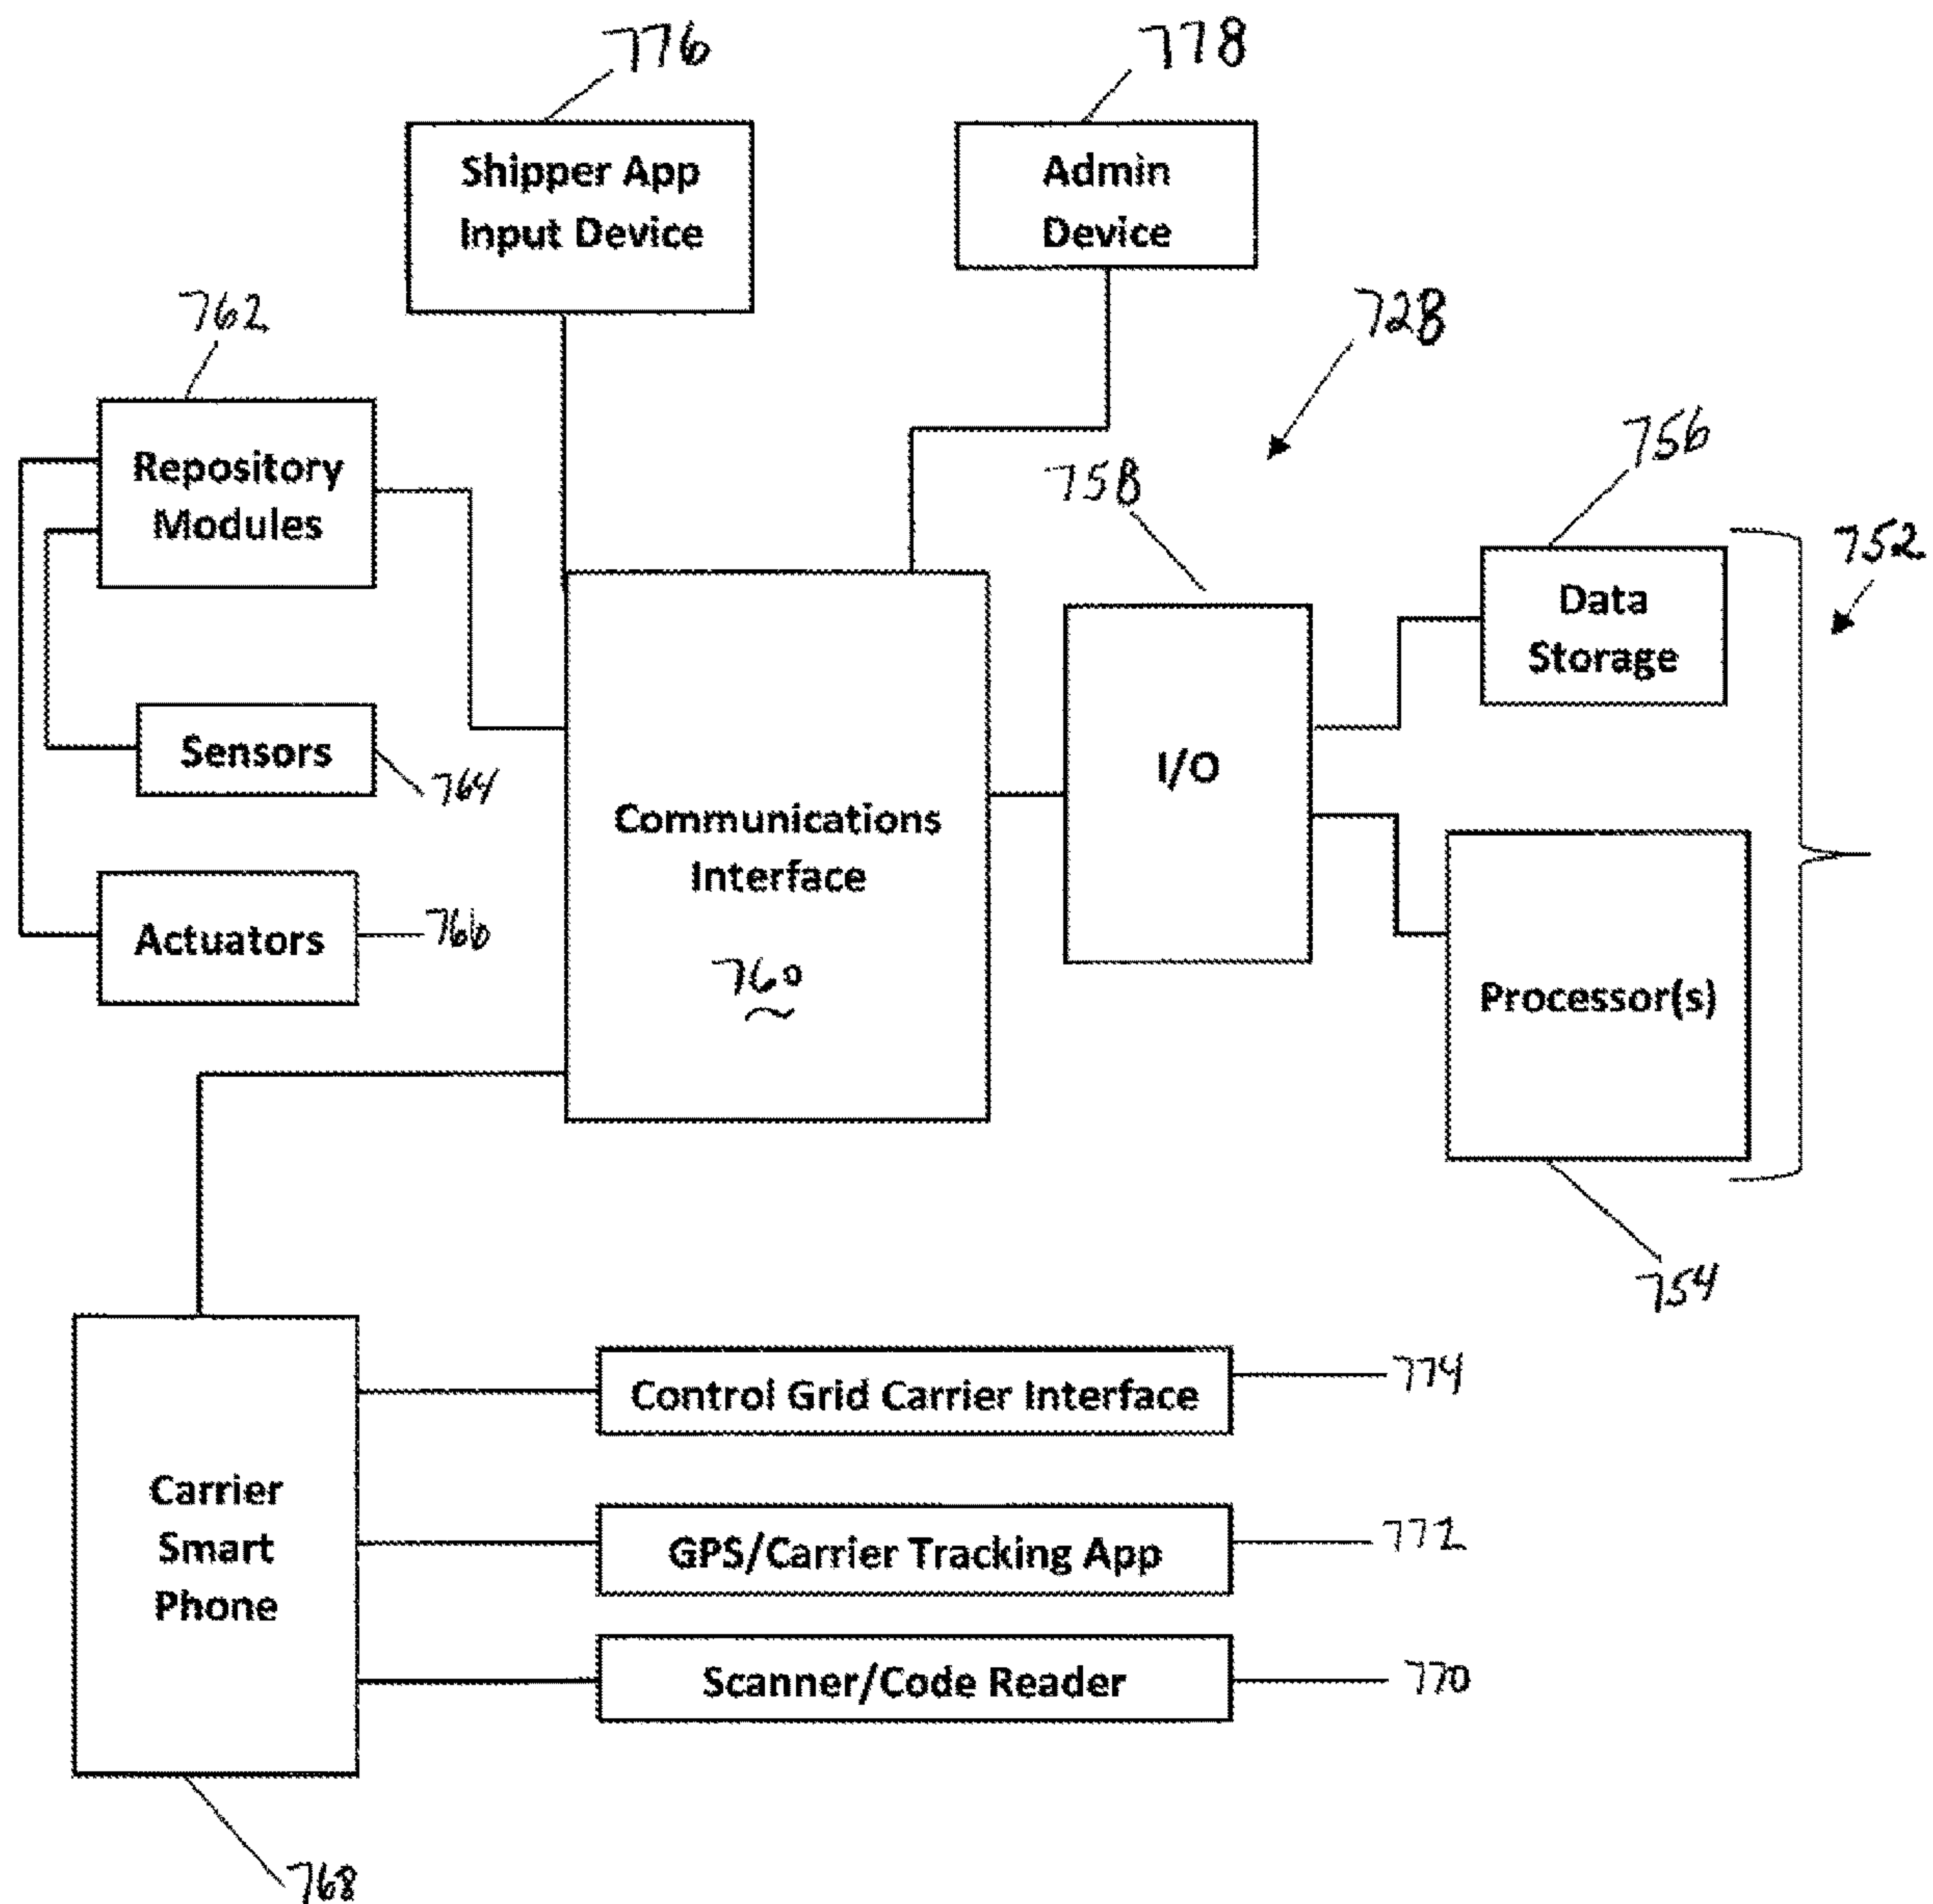 776
778
Shipper App
Input Device
Admin
Device
762
728
Repository
Modules
758
756
752
Data
Storage
Sensors
764
I/O
Communications
Interface
760
Actuators
766
Processor(s)
754
Carrier
Smart
Phone
Control Grid Carrier Interface
774
GPS/Carrier Tracking App
772
Scanner/Code Reader
770
768